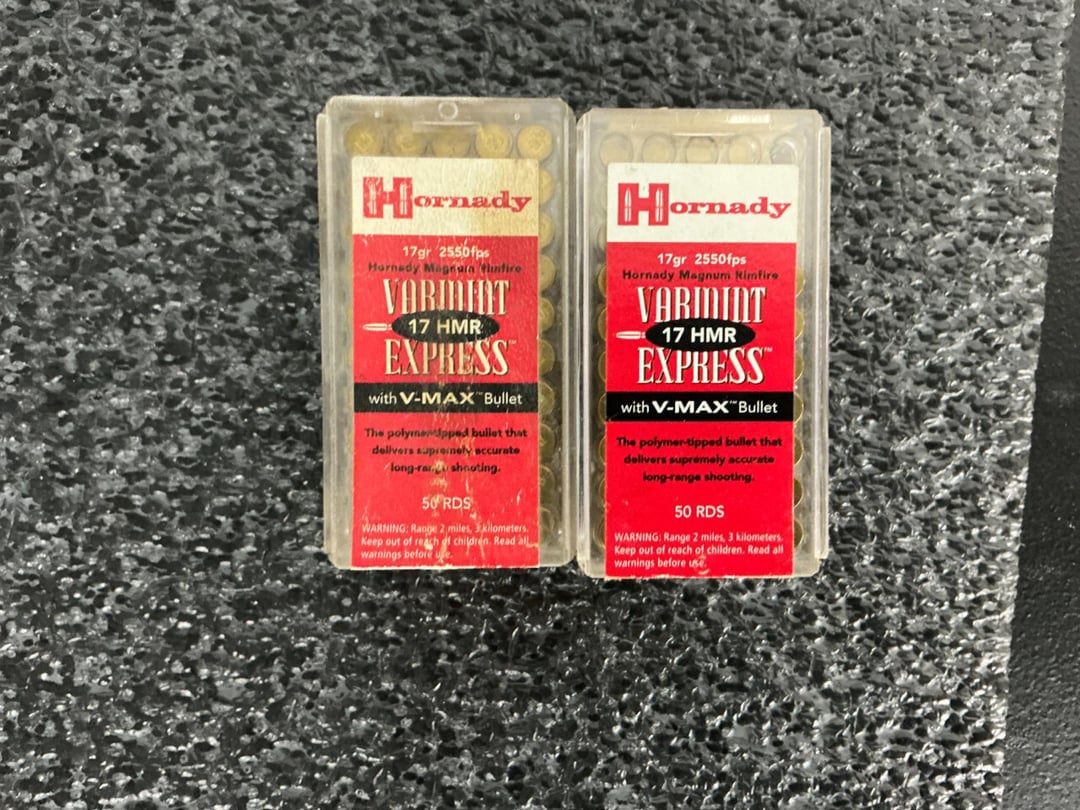 Hornady
17gr 2550fps
Hornady Magnum Rimfire
VARMINT
17 HMR
EXPRESS™
with V-MAX™ Bullet
The polymer-tipped bullet that
delivers supremely accurate
long-range shooting.
50 RDS
WARNING: Range 2 miles, 3 kilometers.
Keep out of reach of children. Read all
warnings before use.
Hornady
17gr 2550fps
Hornady Magnum Rimfire
VARMINT
17 HMR
EXPRESS™
with V-MAX™ Bullet
The polymer-tipped bullet that
delivers supremely accurate
long-range shooting.
50 RDS
WARNING: Range 2 miles, 3 kilometers.
Keep out of reach of children. Read all
warnings before use.